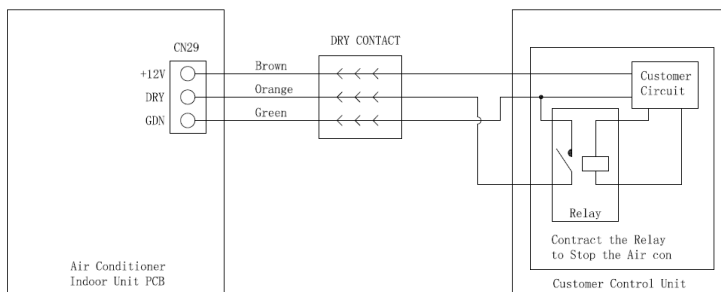 CN29
DRY CONTACT
+12V
Brown
Customer
Circuit
DRY
Orange
GDN
Green
Relay
Contract the Relay
to Stop the Air con
Air Conditioner
Indoor Unit PCB
Customer Control Unit